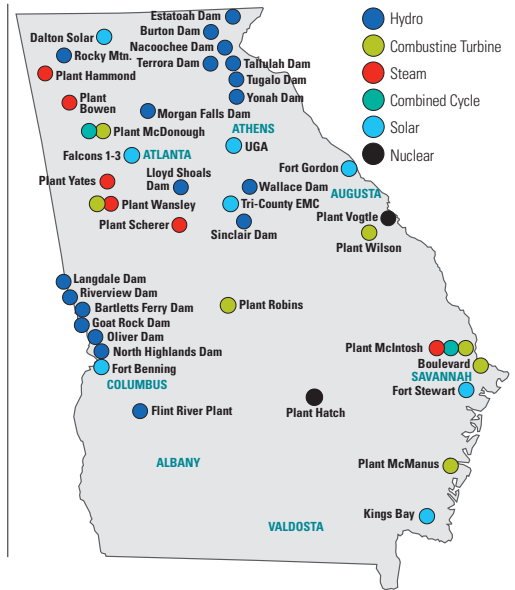 Estatoah Dam
Burton Dam
Nacoochee Dam
Terrora Dam
Tallulah Dam
Tugalo Dam
Yonah Dam
Dalton Solar
Rocky Mtn.
Plant Hammond
Plant
Bowen
Morgan Falls Dam
Plant McDonough
ATHENS
UGA
Falcons 1-3
ATLANTA
Fort Gordon
Plant Yates
Lloyd Shoals
Dam
Wallace Dam
AUGUSTA
Plant Wansley
Tri-County EMC
Plant Vogtle
Plant Scherer
Sinclair Dam
Plant Wilson
Langdale Dam
Riverview Dam
Bartletts Ferry Dam
Goat Rock Dam
Oliver Dam
North Highlands Dam
Fort Benning
COLUMBUS
Plant Robins
Plant McIntosh
Boulevard
SAVANNAH
Fort Stewart
Flint River Plant
Plant Hatch
ALBANY
Plant McManus
Kings Bay
VALDOSTA
Hydro
Combustine Turbine
Steam
Combined Cycle
Solar
Nuclear